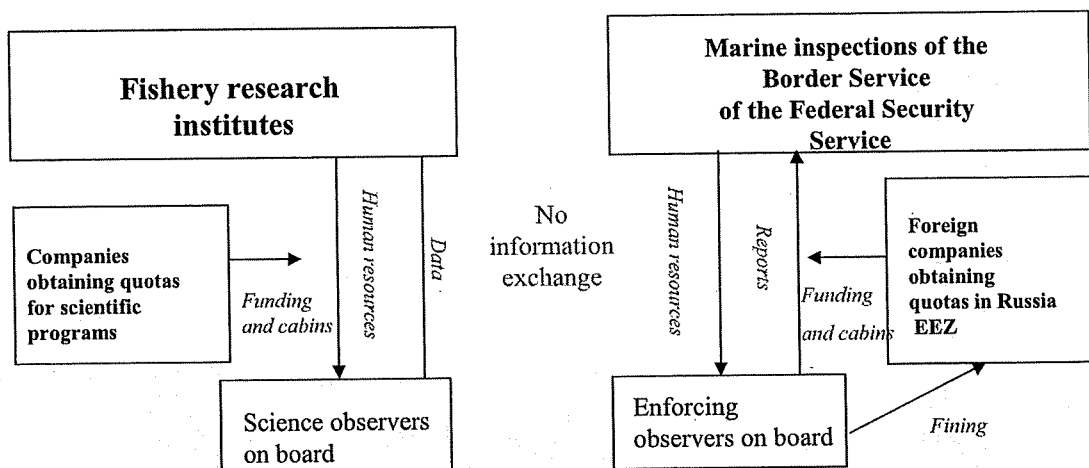 Fishery research
institutes
Marine inspections of the
Border Service
of the Federal Security
Service
Companies
obtaining quotas
for scientific
programs
Funding
and cabins
Human resources
Data
No
information
exchange
Human resources
Reports
Funding
and cabins
Foreign
companies
obtaining
quotas in Russia
EEZ
Science observers
on board
Enforcing
observers on board
Fining